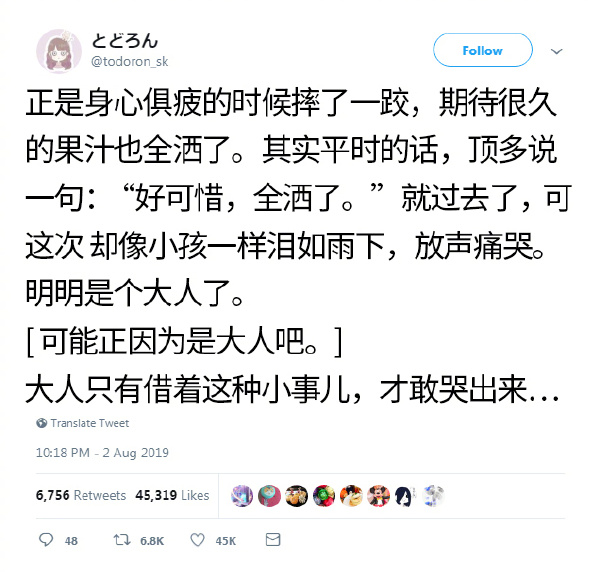 とどろん
@todoron_sk
Follow
正是身心俱疲的时候摔了一跤，期待很久
的果汁也全洒了。其实平时的话，顶多说
一句：“好可惜，全洒了。” 就过去了，可
这次 却像小孩一样泪如雨下，放声痛哭。
明明是个大人了。
[ 可能正因为是大人吧。]
大人只有借着这种小事儿，才敢哭出来...
Translate Tweet
10:18 PM - 2 Aug 2019
6,756 Retweets 45,319 Likes
48 6.8K 45K